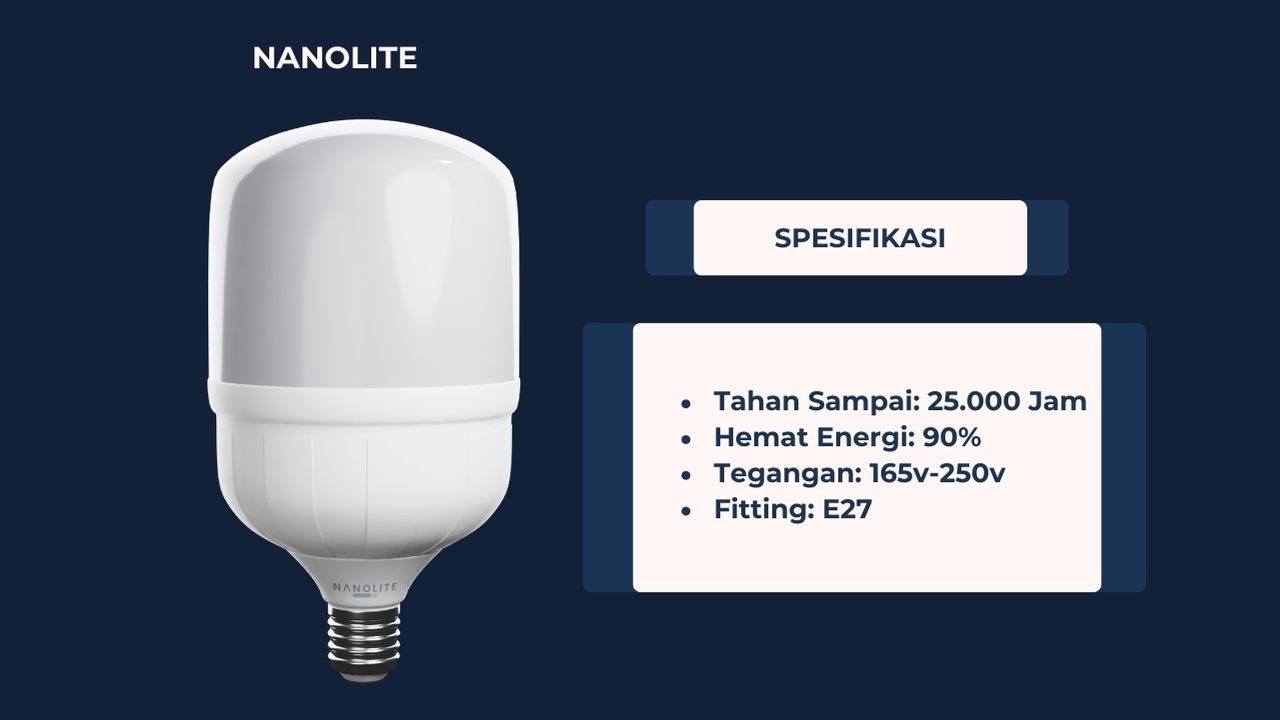 NANOLITE
SPESIFIKASI
• Tahan Sampai: 25.000 Jam
• Hemat Energi: 90%
• Tegangan: 165v-250v
• Fitting: E27
NANOLITE